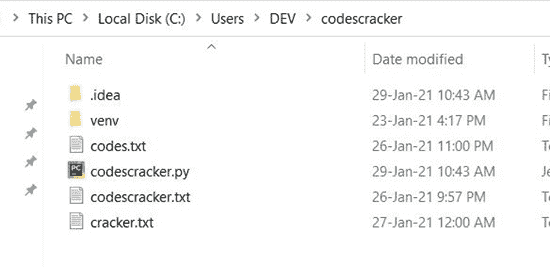 This PC > Local Disk (C:) > Users > DEV > codescracker
Name Date modified Ty
.idea 29-Jan-21 10:43 AM Fi
venv 23-Jan-21 4:17 PM Fi
codes.txt 26-Jan-21 11:00 PM Te
PC codescracker.py 29-Jan-21 10:43 AM Je
codescracker.txt 26-Jan-21 9:57 PM Te
cracker.txt 27-Jan-21 12:00 AM Te